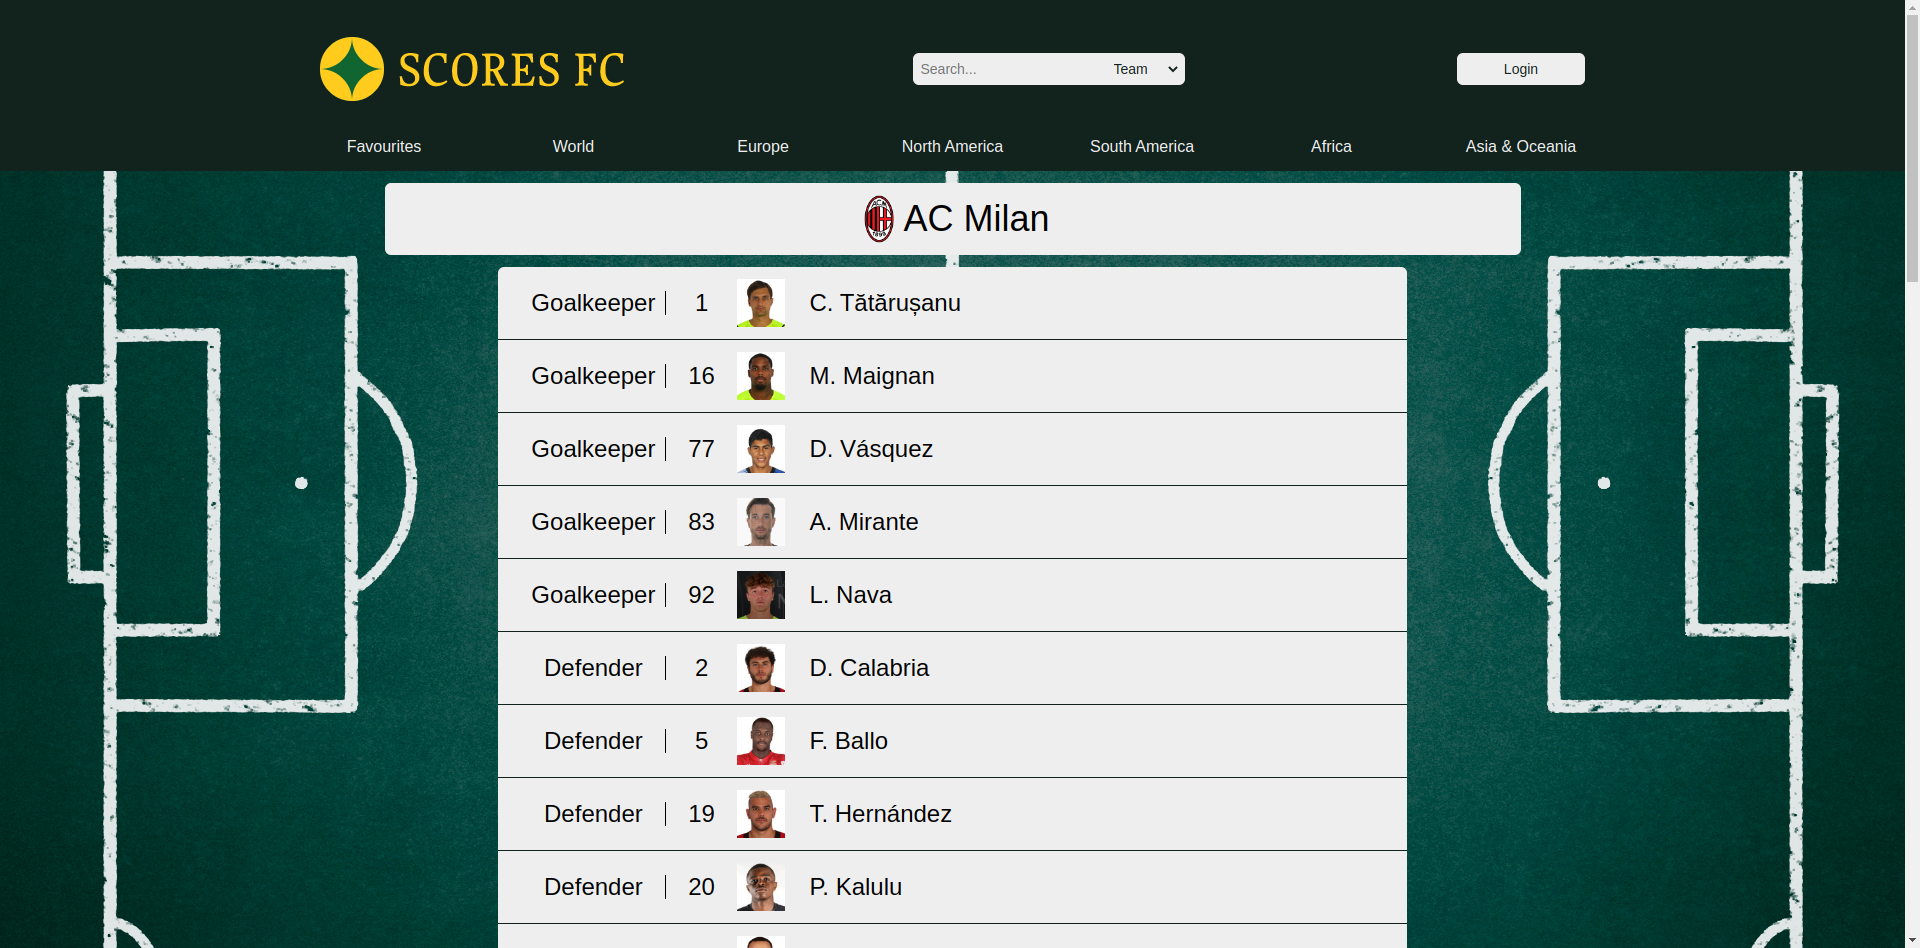 SCORES FC
Search... Team
Login
Favourites World Europe North America South America Africa Asia & Oceania
AC Milan
Goalkeeper 1 C. Tătărușanu
Goalkeeper 16 M. Maignan
Goalkeeper 77 D. Vásquez
Goalkeeper 83 A. Mirante
Goalkeeper 92 L. Nava
Defender 2 D. Calabria
Defender 5 F. Ballo
Defender 19 T. Hernández
Defender 20 P. Kalulu